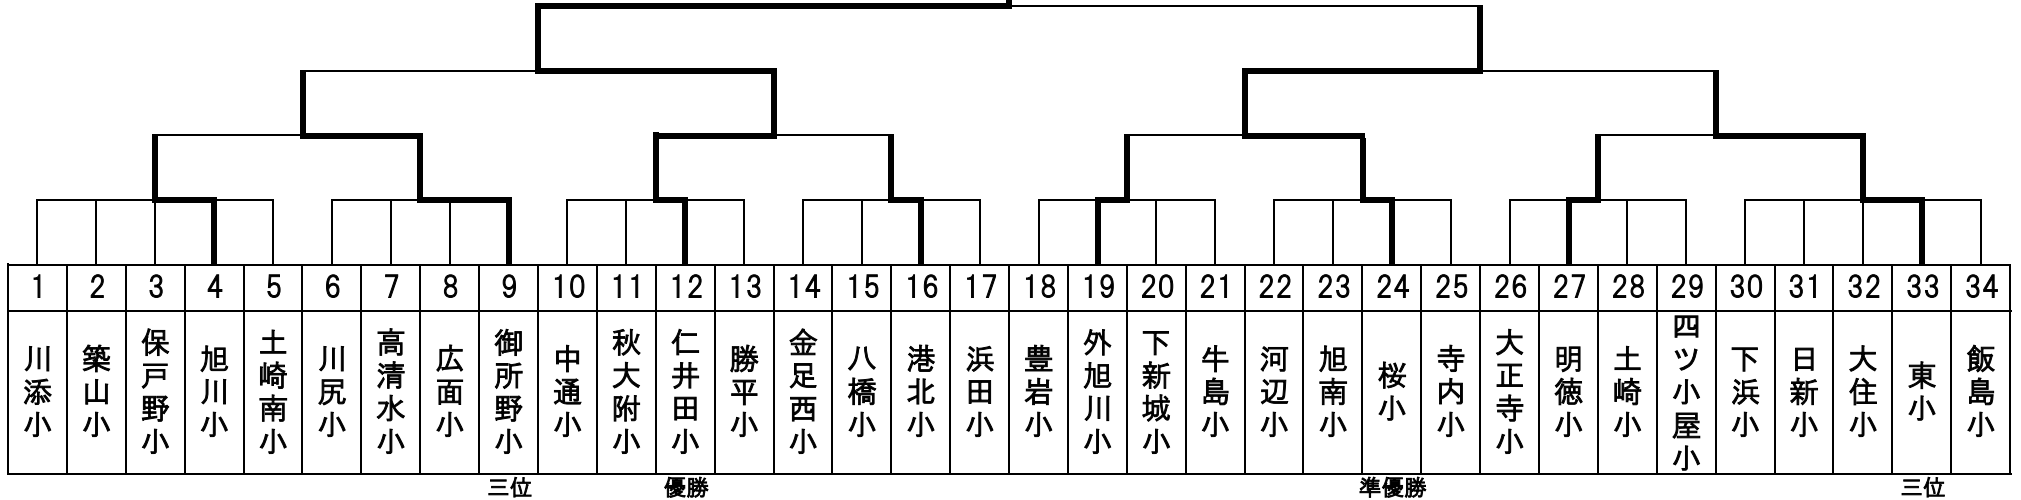 1 2 3 4 5 6 7 8 9 10 11 12 13 14 15 16 17 18 19 20 21 22 23 24 25 26 27 28 29 30 31 32 33 34
川添小
築山小
保戸野小
旭川小
土崎南小
川尻小
高清水小
広面小
御所野小
中通小
秋大附小
仁井田小
勝平小
金足西小
八橋小
港北小
浜田小
豊岩小
外旭川小
下新城小
牛島小
河辺小
旭南小
桜小
寺内小
大正寺小
明徳小
土崎小
四ツ小屋小
下浜小
日新小
大住小
東小
飯島小
三位 優勝 準優勝 三位